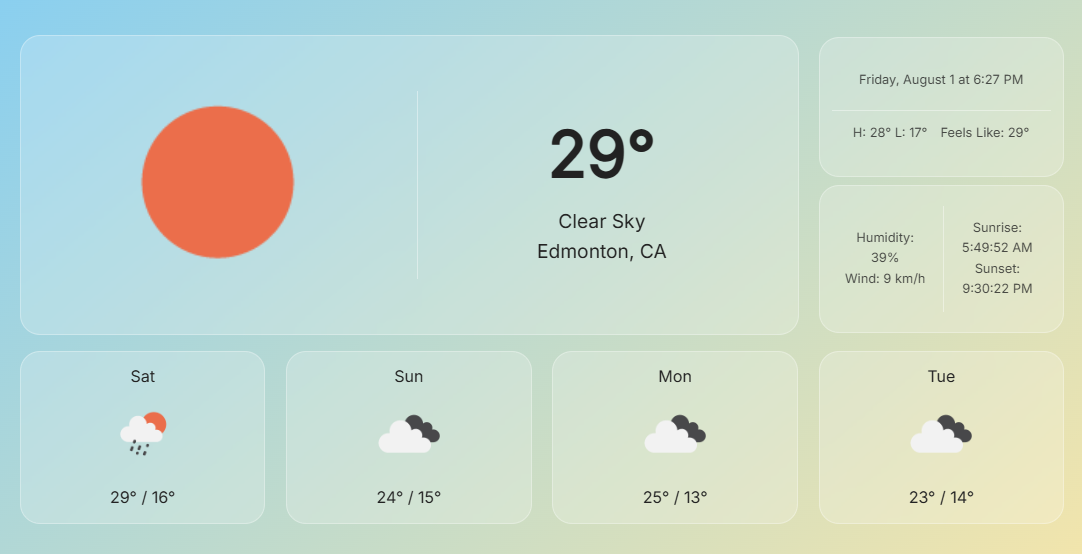 29°
Clear Sky
Edmonton, CA
Friday, August 1 at 6:27 PM
H: 28° L: 17° Feels Like: 29°
Humidity:
39%
Wind: 9 km/h
Sunrise:
5:49:52 AM
Sunset:
9:30:22 PM
Sat
29° / 16°
Sun
24° / 15°
Mon
25° / 13°
Tue
23° / 14°